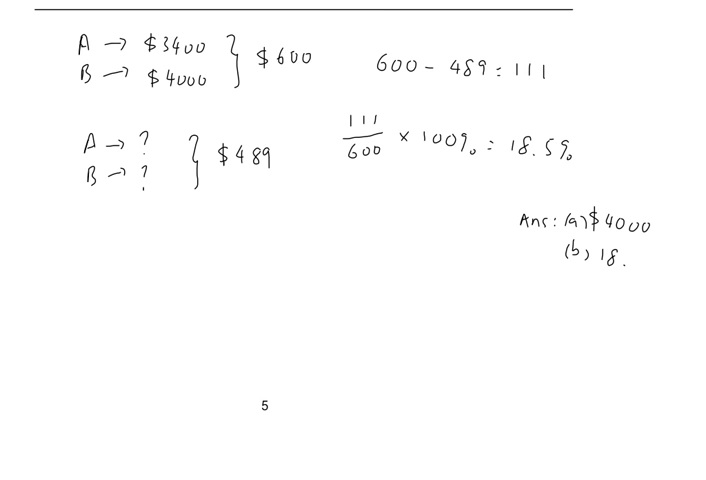 A → $3400 } $600
B → $4000
600 - 489 = 111
A → ? } $489
B → ?
111/600 × 100% = 18.5%
Ans: (a) $4000
(b) 18.
5